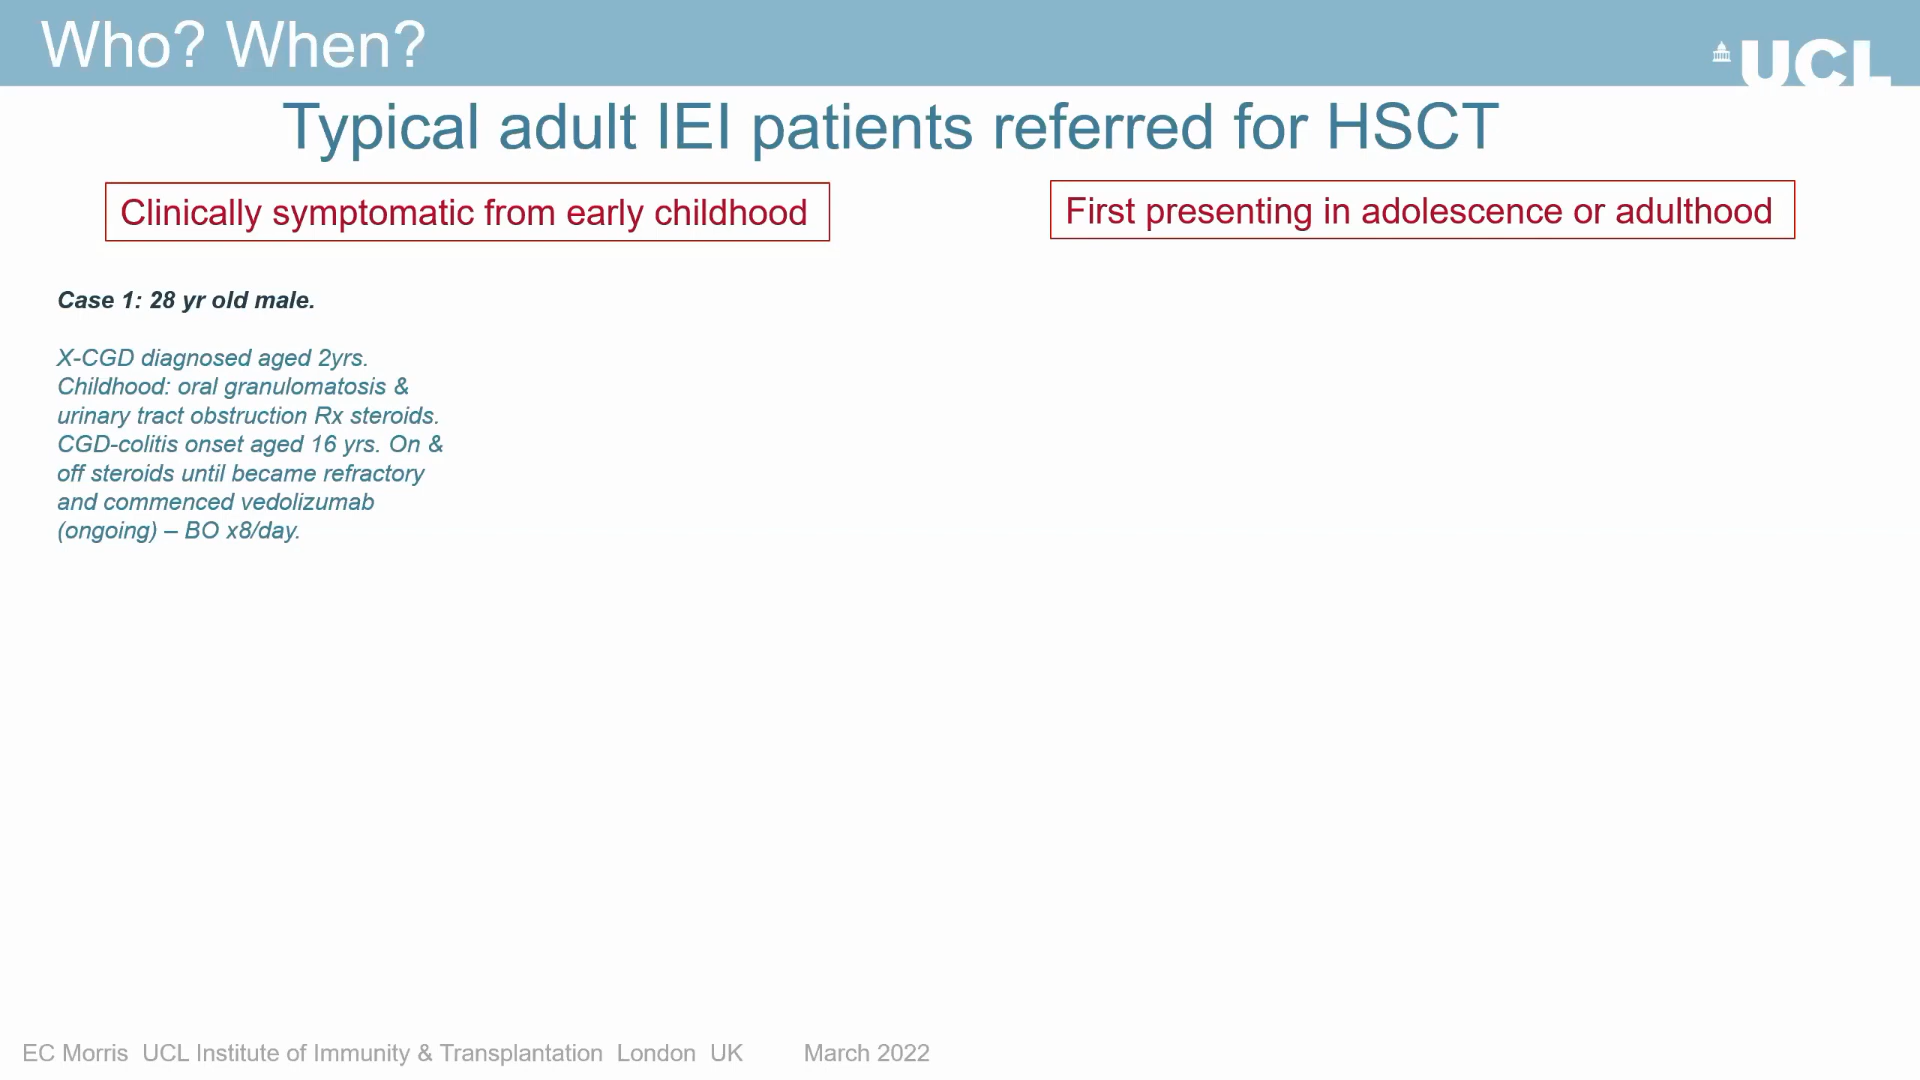 Who? When?
UCL
Typical adult IEI patients referred for HSCT
Clinically symptomatic from early childhood
First presenting in adolescence or adulthood
Case 1: 28 yr old male.
X-CGD diagnosed aged 2yrs.
Childhood: oral granulomatosis &
urinary tract obstruction Rx steroids.
CGD-colitis onset aged 16 yrs. On &
off steroids until became refractory
and commenced vedolizumab
(ongoing) – BO x8/day.
EC Morris UCL Institute of Immunity & Transplantation London UK March 2022